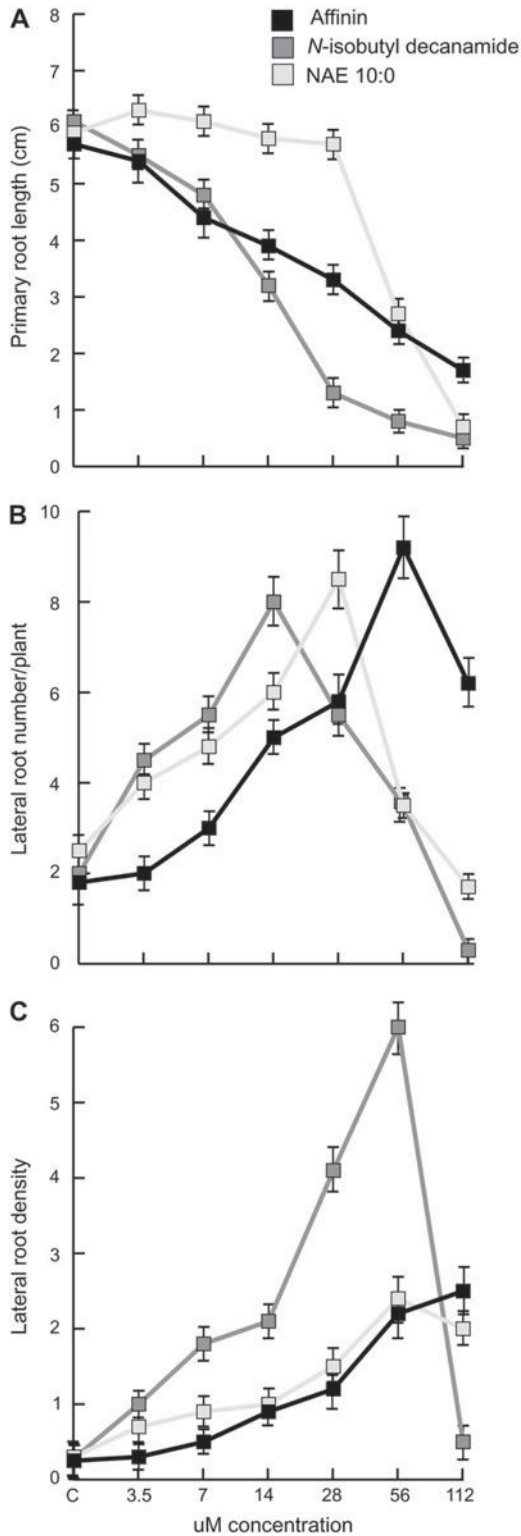 A
Affinin
N-isobutyl decanamide
NAE 10:0
8
7
6
5
4
3
2
1
0
Primary root length (cm)
B
10
8
6
4
2
0
Lateral root number/plant
C
6
5
4
3
2
1
0
Lateral root density
C 3.5 7 14 28 56 112
uM concentration